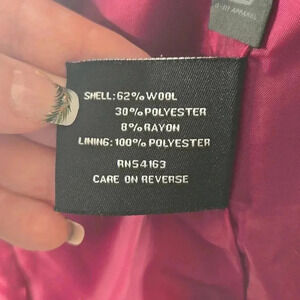 SHELL:62% WOOL
30% POLYESTER
8% RAYON
LINING:100% POLYESTER
RN54163
CARE ON REVERSE